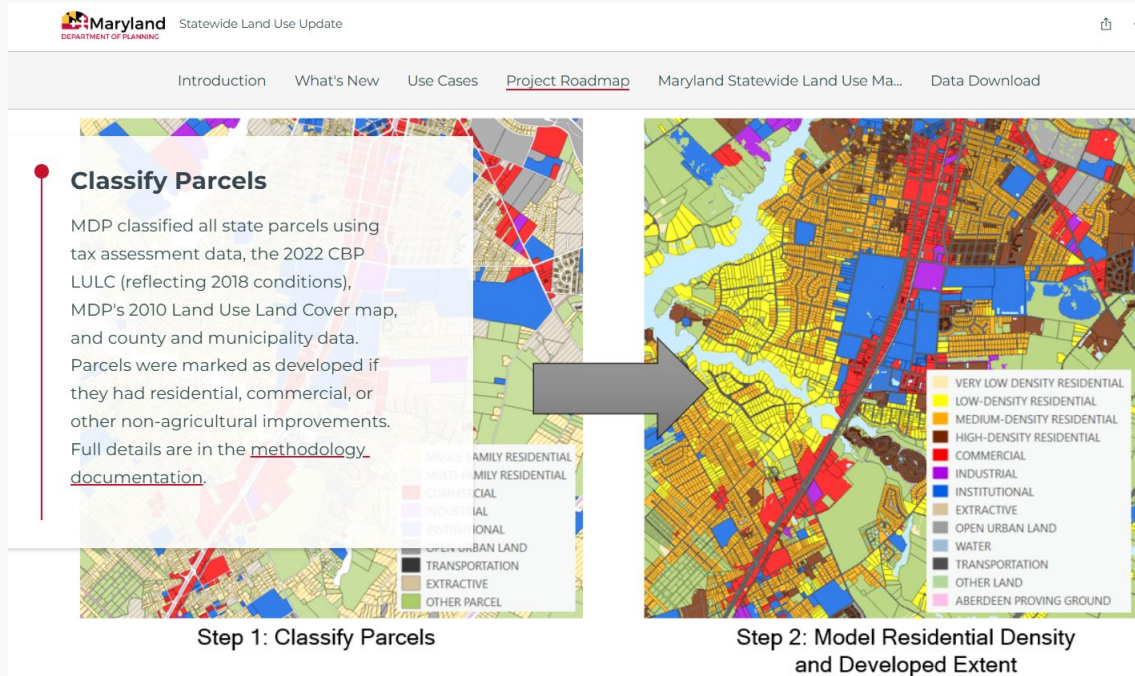 Maryland
DEPARTMENT OF PLANNING
Statewide Land Use Update
Introduction
What's New
Use Cases
Project Roadmap
Maryland Statewide Land Use Ma...
Data Download
Classify Parcels
MDP classified all state parcels using
tax assessment data, the 2022 CBP
LULC (reflecting 2018 conditions),
MDP's 2010 Land Use Land Cover map,
and county and municipality data.
Parcels were marked as developed if
they had residential, commercial, or
other non-agricultural improvements.
Full details are in the methodology
documentation.
SINGLE-FAMILY RESIDENTIAL
MULTI-FAMILY RESIDENTIAL
COMMERCIAL
INDUSTRIAL
INSTITUTIONAL
OPEN URBAN LAND
TRANSPORTATION
EXTRACTIVE
OTHER PARCEL
Step 1: Classify Parcels
VERY LOW DENSITY RESIDENTIAL
LOW-DENSITY RESIDENTIAL
MEDIUM-DENSITY RESIDENTIAL
HIGH-DENSITY RESIDENTIAL
COMMERCIAL
INDUSTRIAL
INSTITUTIONAL
EXTRACTIVE
OPEN URBAN LAND
WATER
TRANSPORTATION
OTHER LAND
ABERDEEN PROVING GROUND
Step 2: Model Residential Density
and Developed Extent